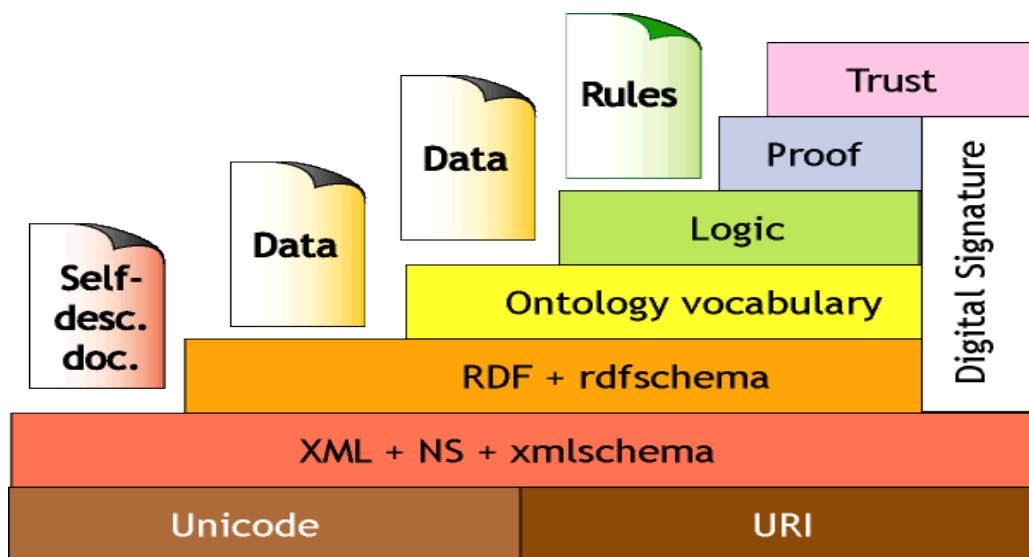 Trust
Rules
Proof
Data
Logic
Data
Ontology vocabulary
Digital Signature
Self-
desc.
doc.
RDF + rdfschema
XML + NS + xmlschema
Unicode
URI